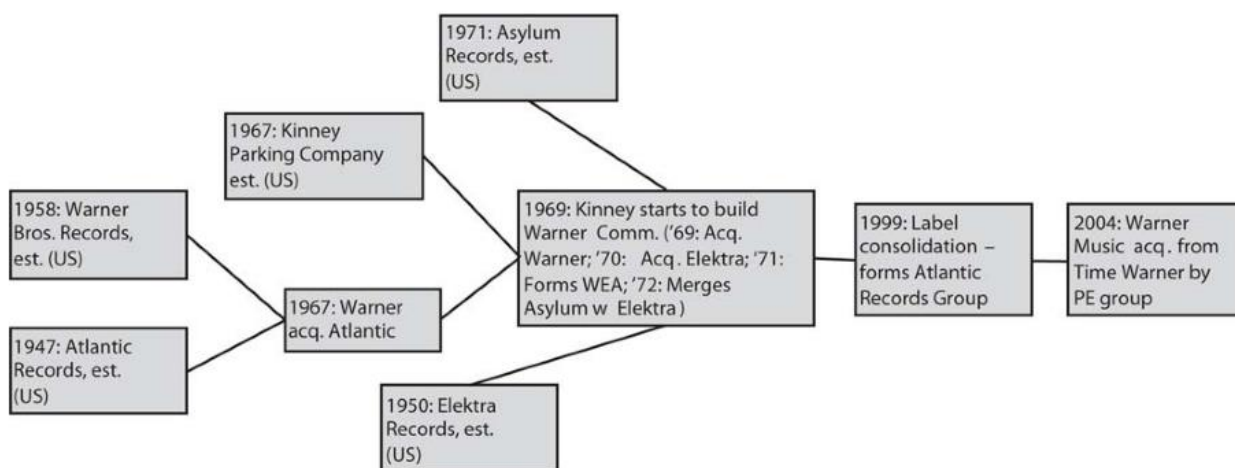 1971: Asylum
Records, est.
(US)
1967: Kinney
Parking Company
est. (US)
1958: Warner
Bros. Records,
est. (US)
1969: Kinney starts to build
Warner Comm. ('69: Acq.
Warner; '70: Acq. Elektra; '71:
Forms WEA; '72: Merges
Asylum w Elektra)
1999: Label
consolidation –
forms Atlantic
Records Group
2004: Warner
Music acq. from
Time Warner by
PE group
1967: Warner
acq. Atlantic
1947: Atlantic
Records, est.
(US)
1950: Elektra
Records, est.
(US)